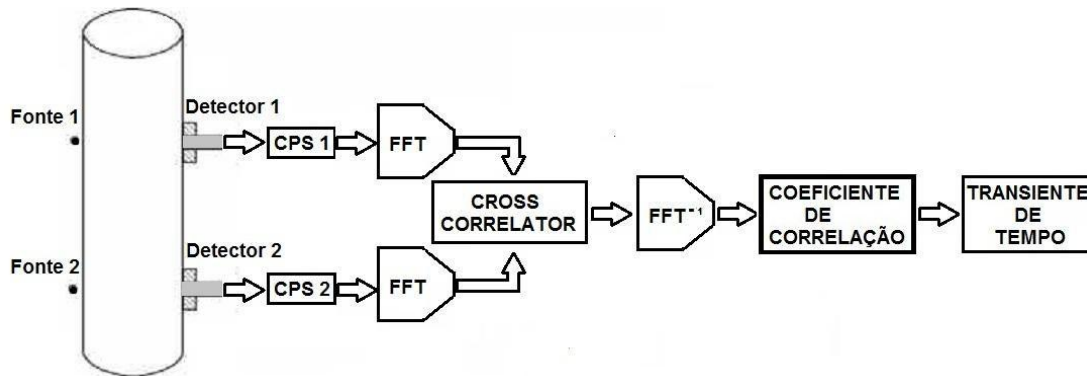 Fonte 1
Detector 1
CPS 1
FFT
CROSS
CORRELATOR
FFT⁻¹
COEFICIENTE
DE
CORRELAÇÃO
TRANSIENTE
DE
TEMPO
Fonte 2
Detector 2
CPS 2
FFT